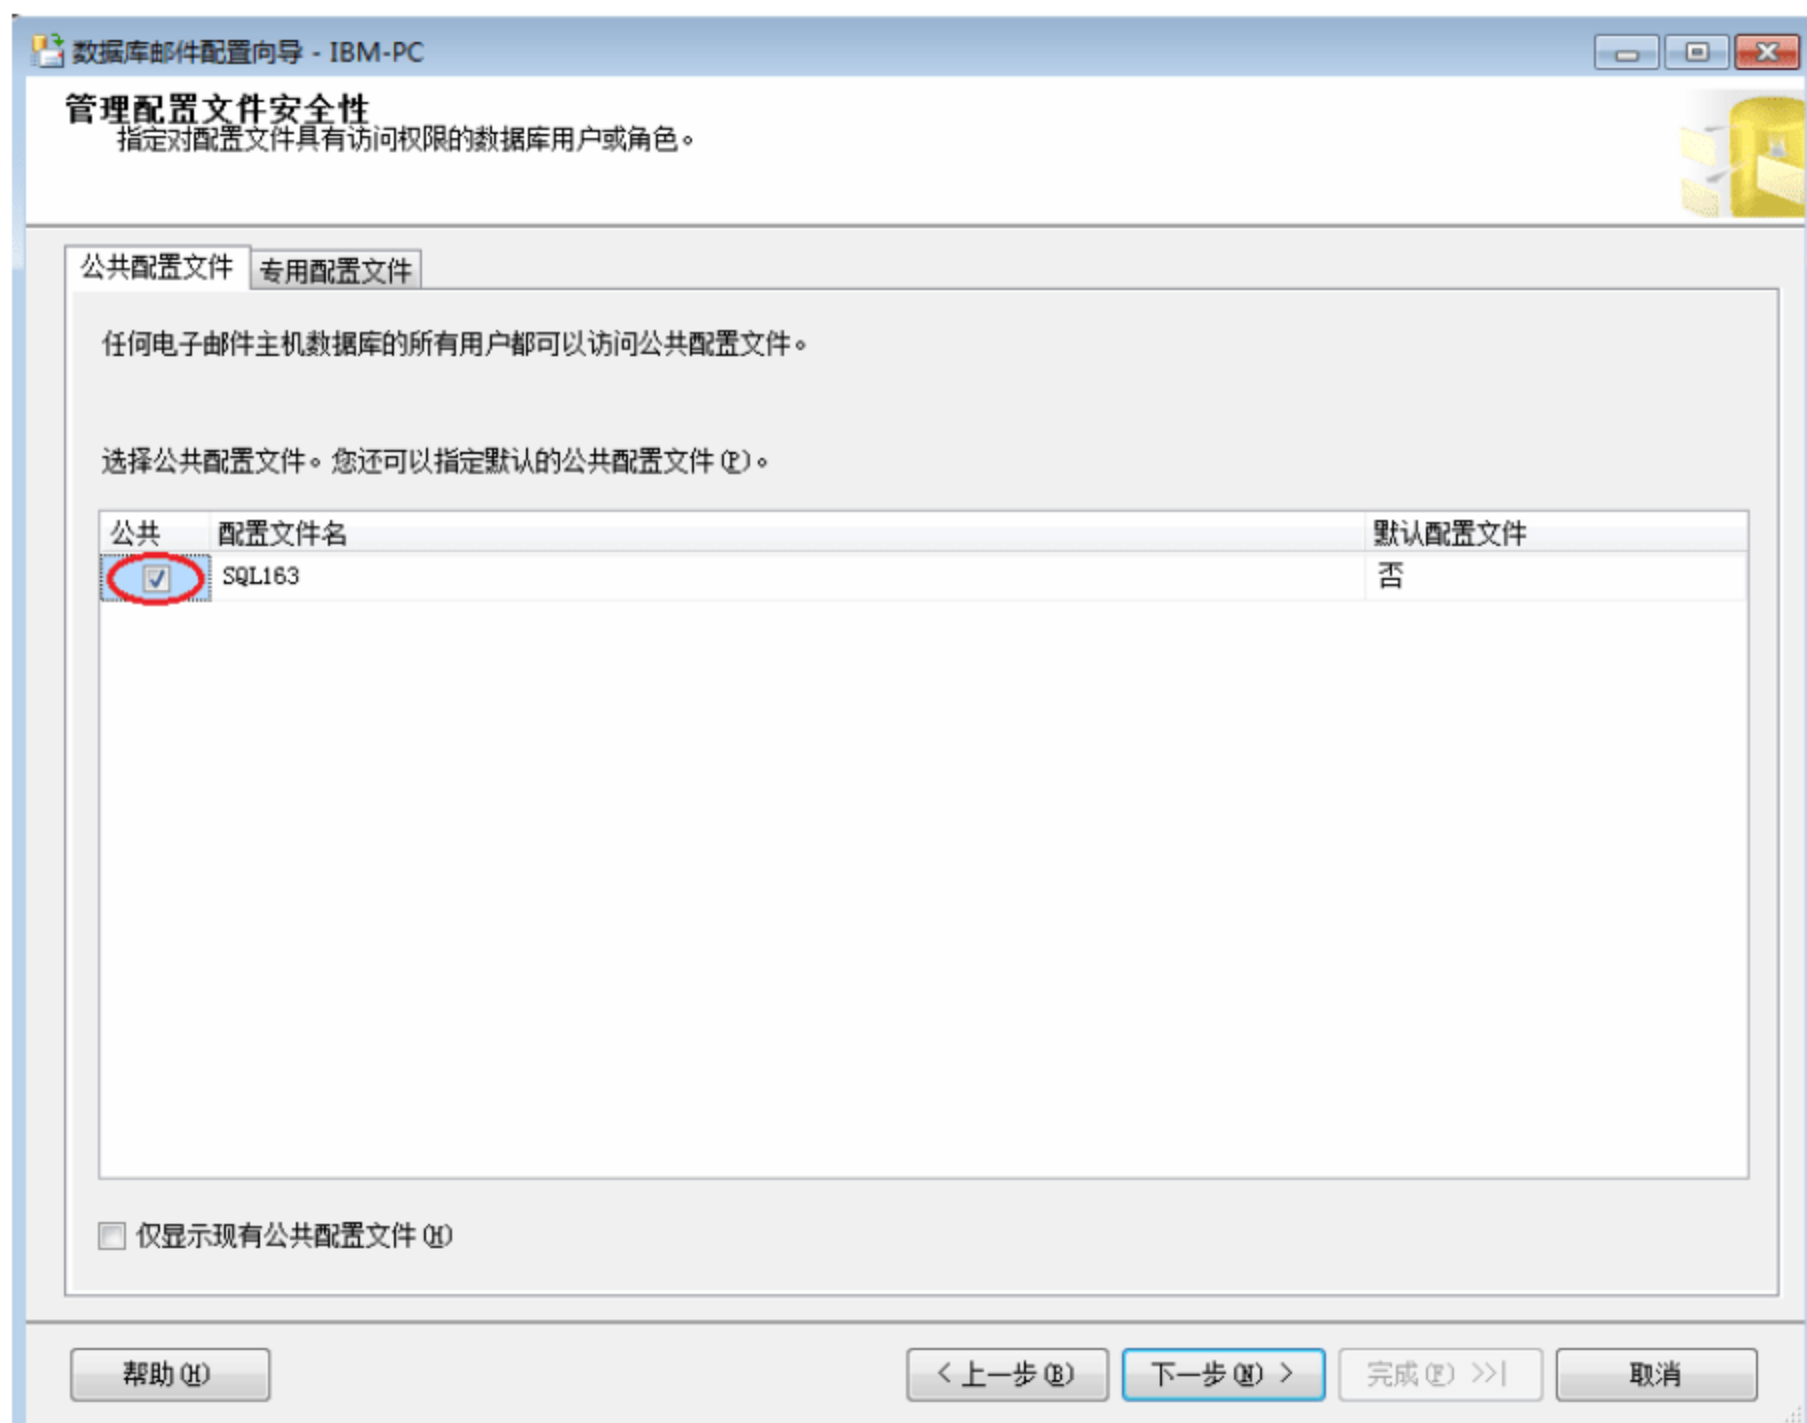 数据库邮件配置向导 - IBM-PC
管理配置文件安全性
指定对配置文件具有访问权限的数据库用户或角色。
公共配置文件 专用配置文件
任何电子邮件主机数据库的所有用户都可以访问公共配置文件。
选择公共配置文件。您还可以指定默认的公共配置文件(P)。
公共 配置文件名 默认配置文件
SQL163 否
仅显示现有公共配置文件(H)
帮助(H) < 上一步(B) 下一步(N) > 完成(F) >>| 取消